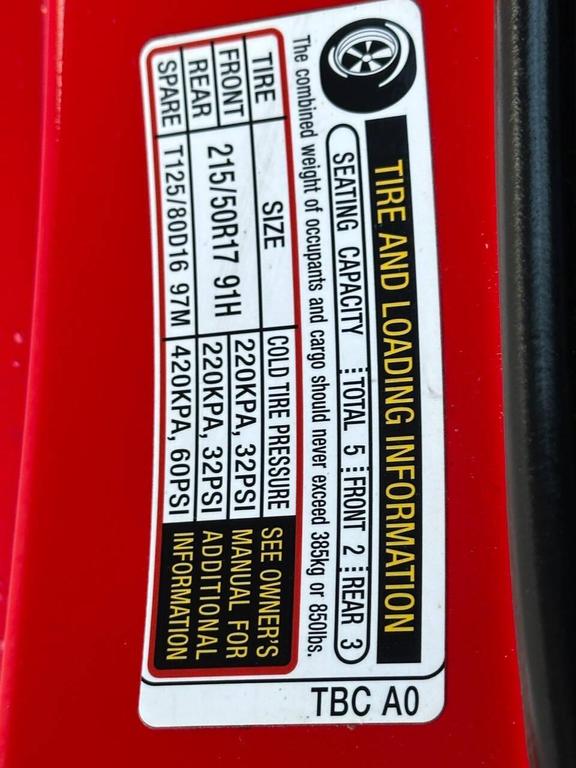 TIRE AND LOADING INFORMATION
SEATING CAPACITY TOTAL 5 FRONT 2 REAR 3
The combined weight of occupants and cargo should never exceed 385kg or 850lbs.
TIRE SIZE COLD TIRE PRESSURE
FRONT 215/50R17 91H 220KPA, 32PSI
REAR 220KPA, 32PSI
SPARE T125/80D16 97M 420KPA, 60PSI
SEE OWNER'S
MANUAL FOR
ADDITIONAL
INFORMATION
TBC A0